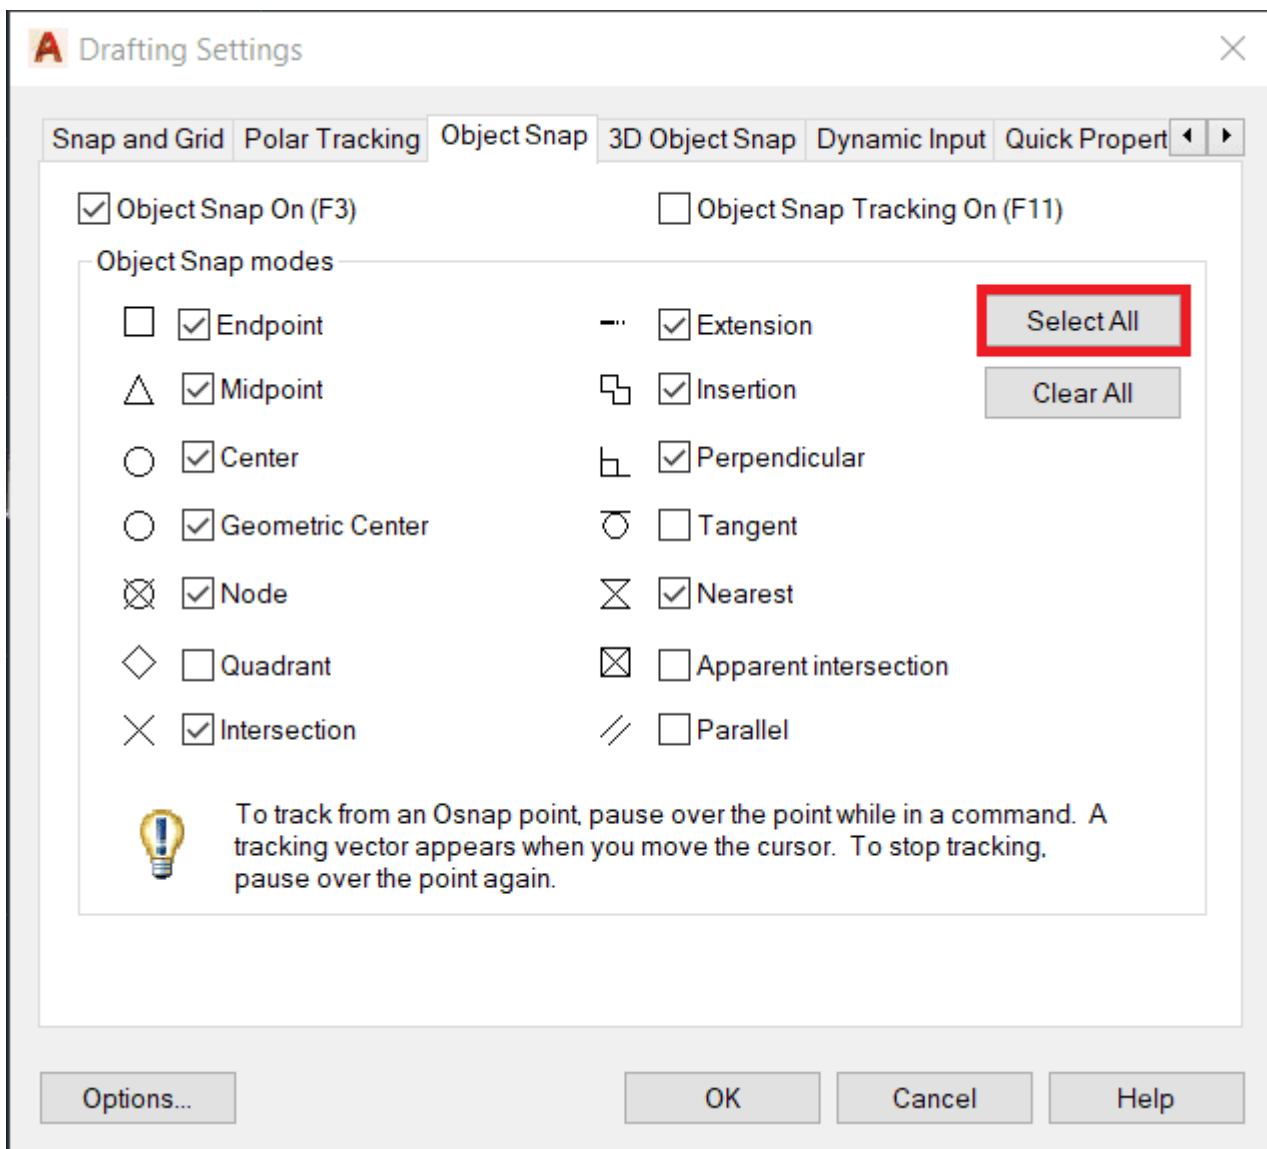 Drafting Settings
Snap and Grid Polar Tracking Object Snap 3D Object Snap Dynamic Input Quick Propert
Object Snap On (F3) Object Snap Tracking On (F11)
Object Snap modes
Endpoint Extension Select All
Midpoint Insertion Clear All
Center Perpendicular
Geometric Center Tangent
Node Nearest
Quadrant Apparent intersection
Intersection Parallel
To track from an Osnap point, pause over the point while in a command. A
tracking vector appears when you move the cursor. To stop tracking,
pause over the point again.
Options... OK Cancel Help